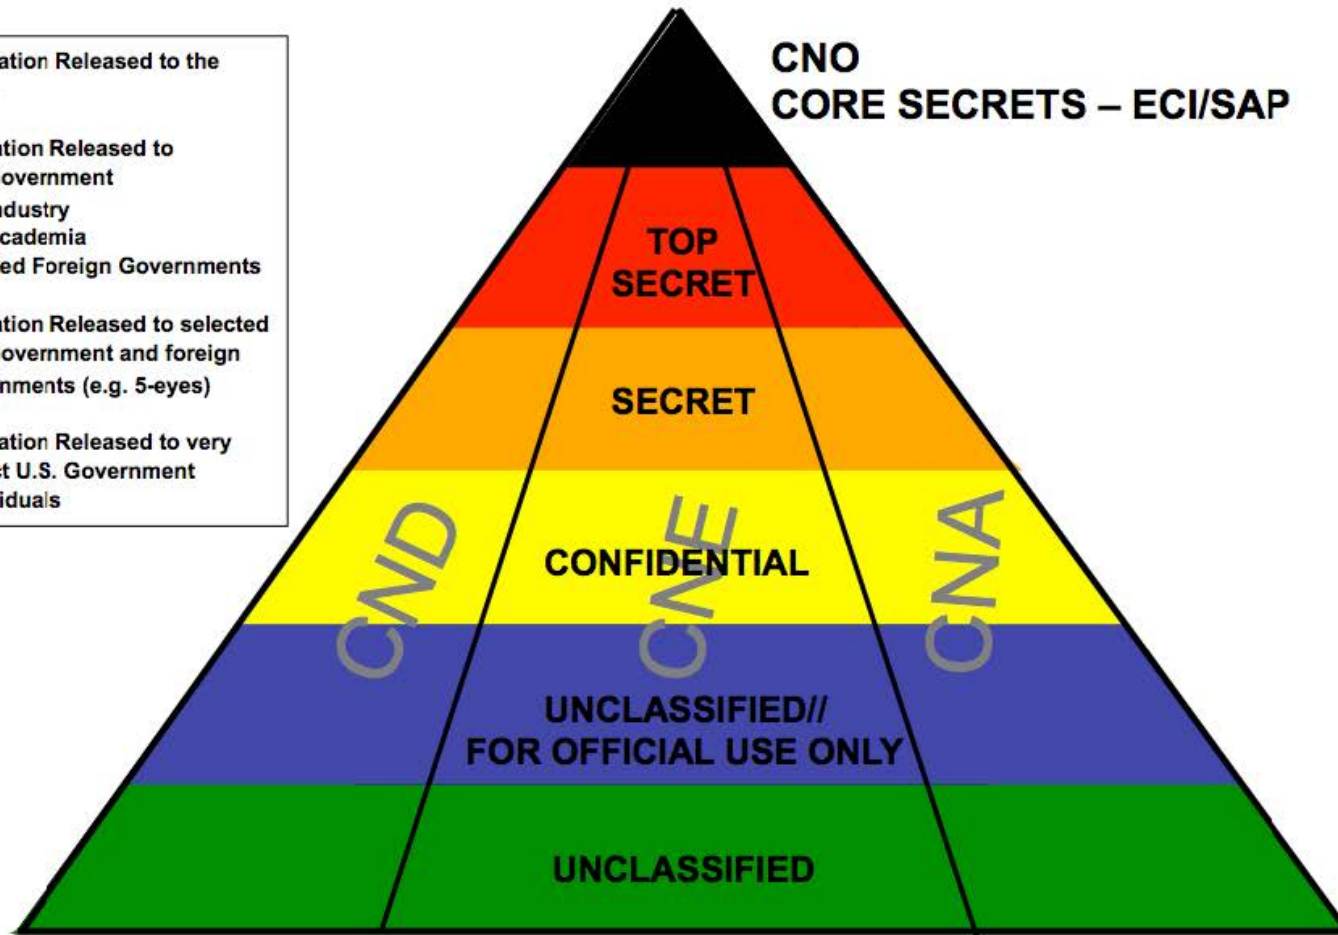 ation Released to the
ation Released to
overnment
ndustry
cademia
ed Foreign Governments
ation Released to selected
overnment and foreign
nments (e.g. 5-eyes)
ation Released to very
ct U.S. Government
iduals
CNO
CORE SECRETS – ECI/SAP
TOP
SECRET
SECRET
CONFIDENTIAL
CND
CNE
CNA
UNCLASSIFIED//
FOR OFFICIAL USE ONLY
UNCLASSIFIED